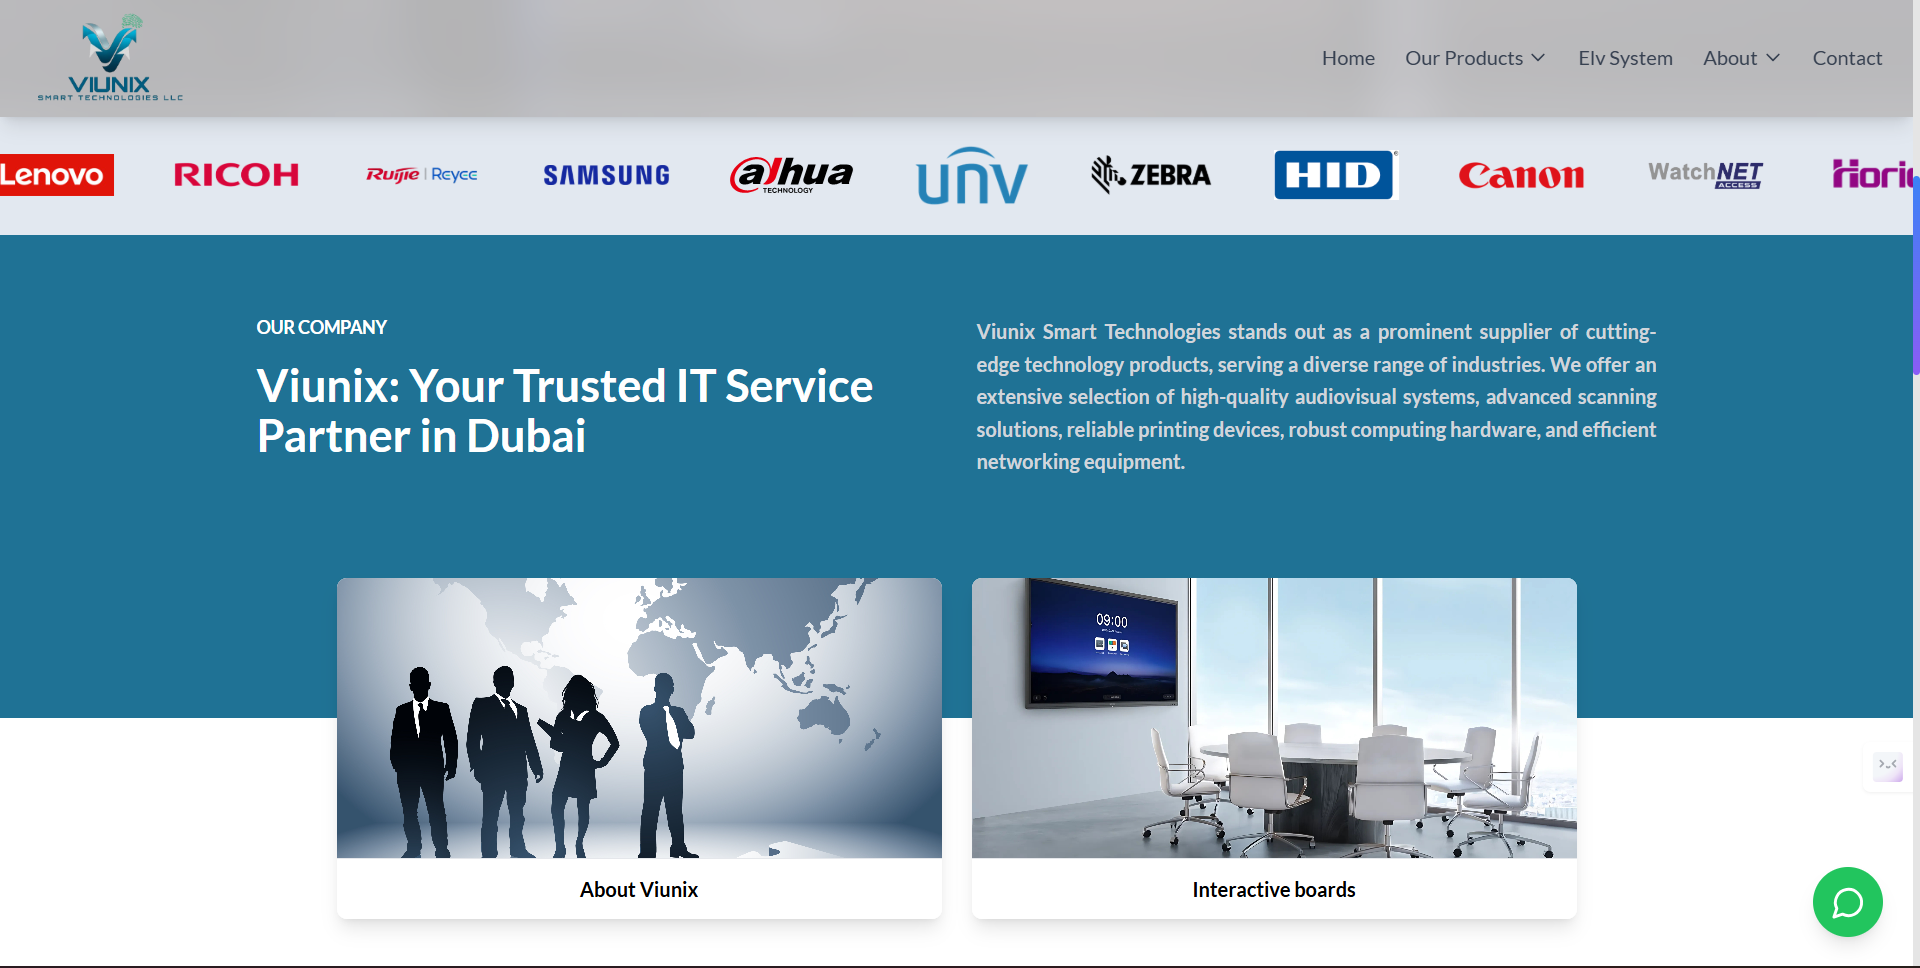 VIUNIX
SMART TECHNOLOGIES LLC
Home
Our Products
Elv System
About
Contact
Lenovo
RICOH
Ruijie | Reyee
SAMSUNG
alhua
TECHNOLOGY
unv
ZEBRA
HID
Canon
WatchNET
ACCESS
OUR COMPANY
Viunix: Your Trusted IT Service
Partner in Dubai
Viunix Smart Technologies stands out as a prominent supplier of cutting-
edge technology products, serving a diverse range of industries. We offer an
extensive selection of high-quality audiovisual systems, advanced scanning
solutions, reliable printing devices, robust computing hardware, and efficient
networking equipment.
09:00
About Viunix
Interactive boards